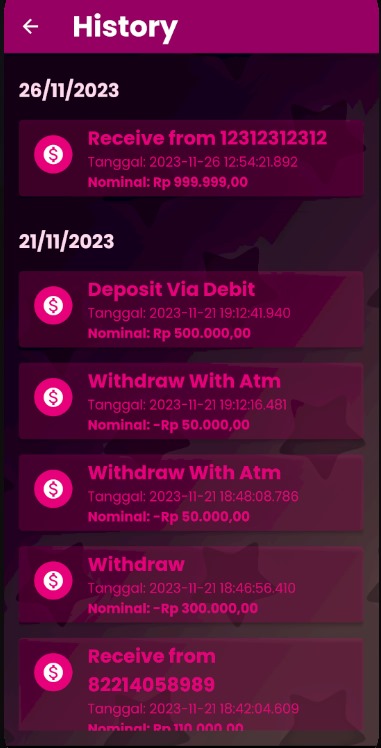 History
26/11/2023
Receive from 12312312312
Tanggal: 2023-11-26 12:54:21.892
Nominal: Rp 999.999,00
21/11/2023
Deposit Via Debit
Tanggal: 2023-11-21 19:12:41.940
Nominal: Rp 500.000,00
Withdraw With Atm
Tanggal: 2023-11-21 19:12:16.481
Nominal: -Rp 50.000,00
Withdraw With Atm
Tanggal: 2023-11-21 18:48:08.786
Nominal: -Rp 50.000,00
Withdraw
Tanggal: 2023-11-21 18:46:56.410
Nominal: -Rp 300.000,00
Receive from
82214058989
Tanggal: 2023-11-21 18:42:04.609
Nominal: Rp 110.000,00